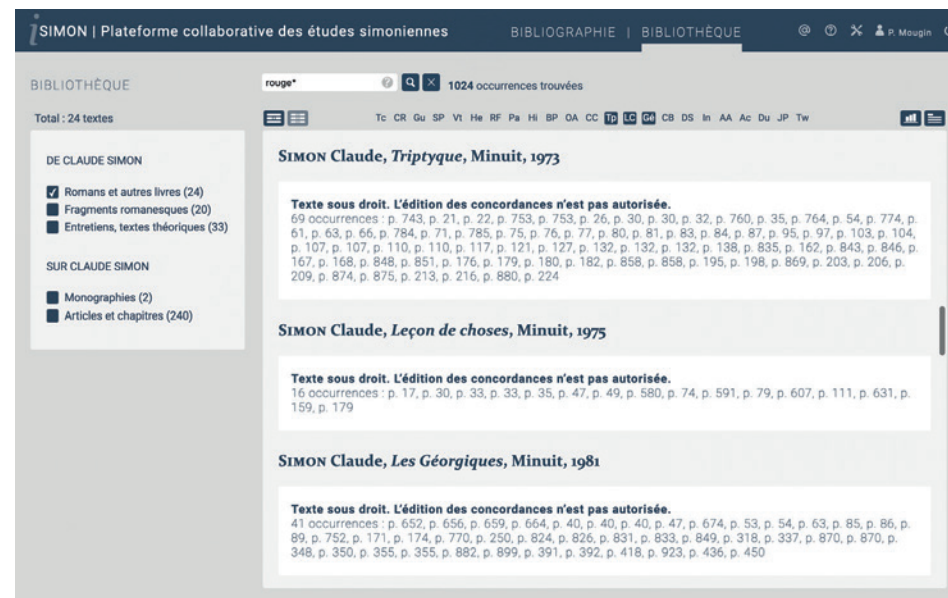 iSIMON | Plateforme collaborative des études simoniennes BIBLIOGRAPHIE | BIBLIOTHÈQUE @ P. Mougin
BIBLIOTHÈQUE rouge* 1024 occurrences trouvées
Total : 24 textes Tc CR Gu SP Vt He RF Pa Hi BP OA CC Tp LC Gé CB DS In AA Ac Du JP Tw
DE CLAUDE SIMON
Romans et autres livres (24)
Fragments romanesques (20)
Entretiens, textes théoriques (33)
SUR CLAUDE SIMON
Monographies (2)
Articles et chapitres (240)
SIMON Claude, Triptyque, Minuit, 1973
Texte sous droit. L'édition des concordances n'est pas autorisée.
69 occurrences : p. 743, p. 21, p. 22, p. 753, p. 753, p. 26, p. 30, p. 30, p. 32, p. 760, p. 35, p. 764, p. 54, p. 774, p.
61, p. 63, p. 66, p. 784, p. 71, p. 785, p. 75, p. 76, p. 77, p. 80, p. 81, p. 83, p. 84, p. 87, p. 95, p. 97, p. 103, p. 104,
p. 107, p. 107, p. 110, p. 110, p. 117, p. 121, p. 127, p. 132, p. 132, p. 132, p. 138, p. 835, p. 162, p. 843, p. 846, p.
167, p. 168, p. 848, p. 851, p. 176, p. 179, p. 180, p. 182, p. 858, p. 858, p. 195, p. 198, p. 869, p. 203, p. 206, p.
209, p. 874, p. 875, p. 213, p. 216, p. 880, p. 224
SIMON Claude, Leçon de choses, Minuit, 1975
Texte sous droit. L'édition des concordances n'est pas autorisée.
16 occurrences : p. 17, p. 30, p. 33, p. 33, p. 35, p. 47, p. 49, p. 580, p. 74, p. 591, p. 79, p. 607, p. 111, p. 631, p.
159, p. 179
SIMON Claude, Les Géorgiques, Minuit, 1981
Texte sous droit. L'édition des concordances n'est pas autorisée.
41 occurrences : p. 652, p. 656, p. 659, p. 664, p. 40, p. 40, p. 40, p. 47, p. 674, p. 53, p. 54, p. 63, p. 85, p. 86, p.
89, p. 752, p. 171, p. 174, p. 770, p. 250, p. 824, p. 826, p. 831, p. 833, p. 849, p. 318, p. 337, p. 870, p. 870, p.
348, p. 350, p. 355, p. 355, p. 882, p. 899, p. 391, p. 392, p. 418, p. 923, p. 436, p. 450